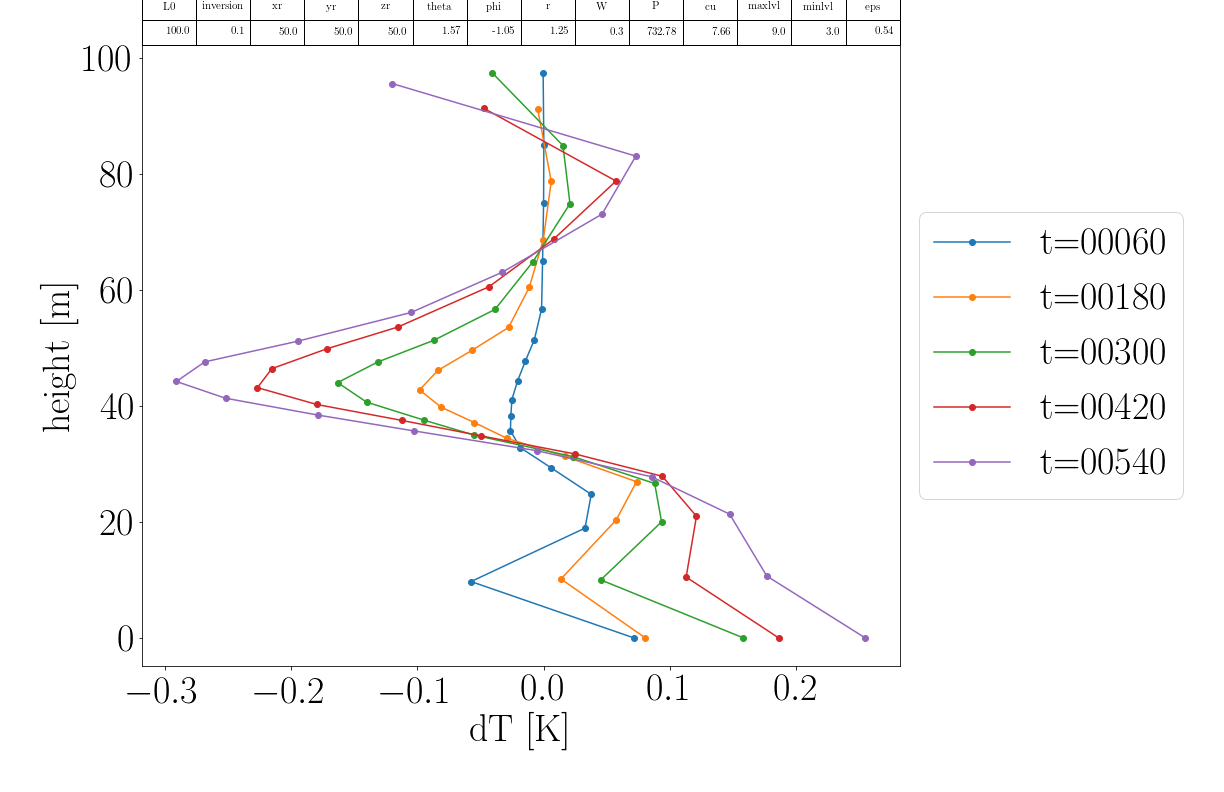 L0 inversion xr yr zr theta phi r W P cu maxlvl minlvl eps
100.0 0.1 50.0 50.0 50.0 1.57 -1.05 1.25 0.3 732.78 7.66 9.0 3.0 0.54
100
80
60
40
20
0
height [m]
−0.3 −0.2 −0.1 0.0 0.1 0.2
dT [K]
t=00060
t=00180
t=00300
t=00420
t=00540